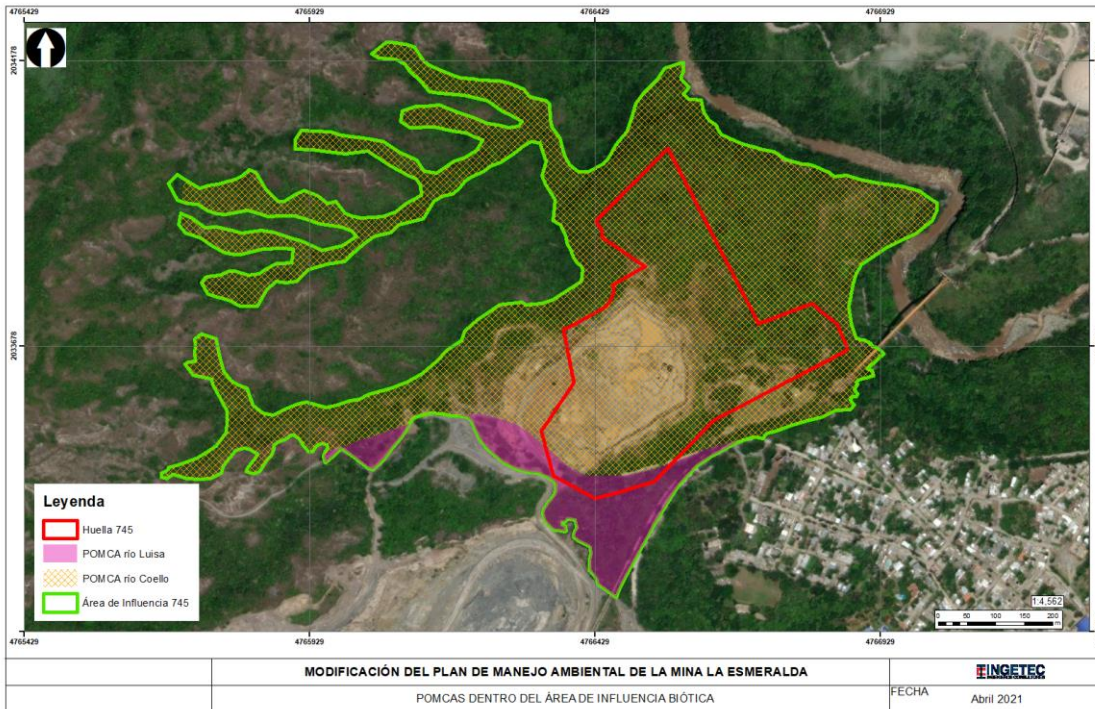 4765429 4765929 4766429 4766929
2034178
2033678
Leyenda
Huella 745
POMCA río Luisa
POMCA río Coello
Área de Influencia 745
1:4,562
0 50 100 150 200
m
4765429 4765929 4766429 4766929
MODIFICACIÓN DEL PLAN DE MANEJO AMBIENTAL DE LA MINA LA ESMERALDA
POMCAS DENTRO DEL ÁREA DE INFLUENCIA BIÓTICA
INGETEC
INGENIEROS CONSULTORES
FECHA
Abril 2021